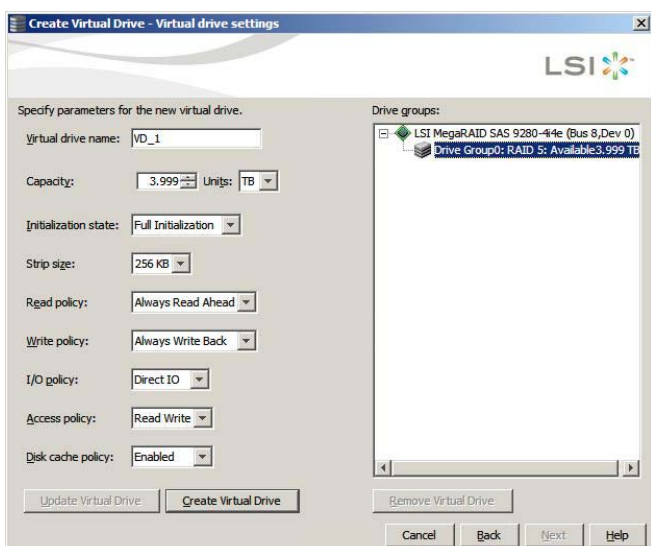 Create Virtual Drive - Virtual drive settings
LSI
Specify parameters for the new virtual drive.
Virtual drive name: VD_1
Capacity: 3.999 Units: TB
Initialization state: Full Initialization
Strip size: 256 KB
Read policy: Always Read Ahead
Write policy: Always Write Back
I/O policy: Direct IO
Access policy: Read Write
Disk cache policy: Enabled
Update Virtual Drive Create Virtual Drive
Drive groups:
LSI MegaRAID SAS 9280-4i4e (Bus 8,Dev 0)
Drive Group0: RAID 5: Available3.999 TB
Remove Virtual Drive
Cancel Back Next Help